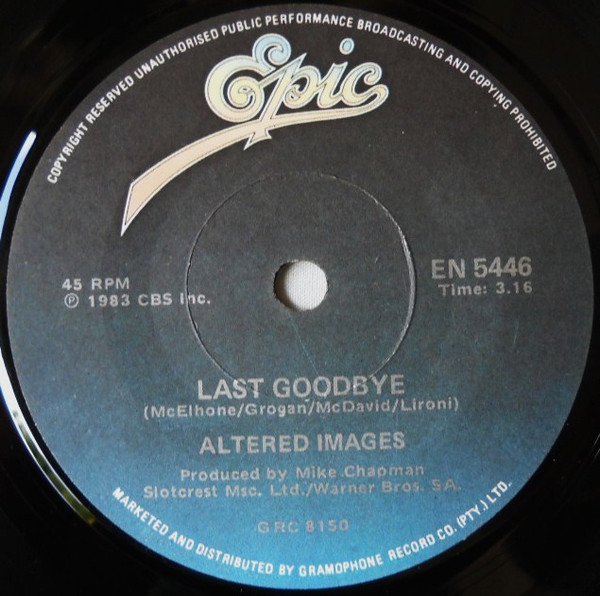 COPYRIGHT RESERVED UNAUTHORISED PUBLIC PERFORMANCE BROADCASTING AND COPYING PROHIBITED
Epic
45 RPM
℗ 1983 CBS Inc.
EN 5446
Time: 3.16
LAST GOODBYE
(McElhone/Grogan/McDavid/Lironi)
ALTERED IMAGES
Produced by Mike Chapman
Slotcrest Msc. Ltd./Warner Bros. SA.
GRC 8150
MARKETED AND DISTRIBUTED BY GRAMOPHONE RECORD CO. (PTY.) LTD.